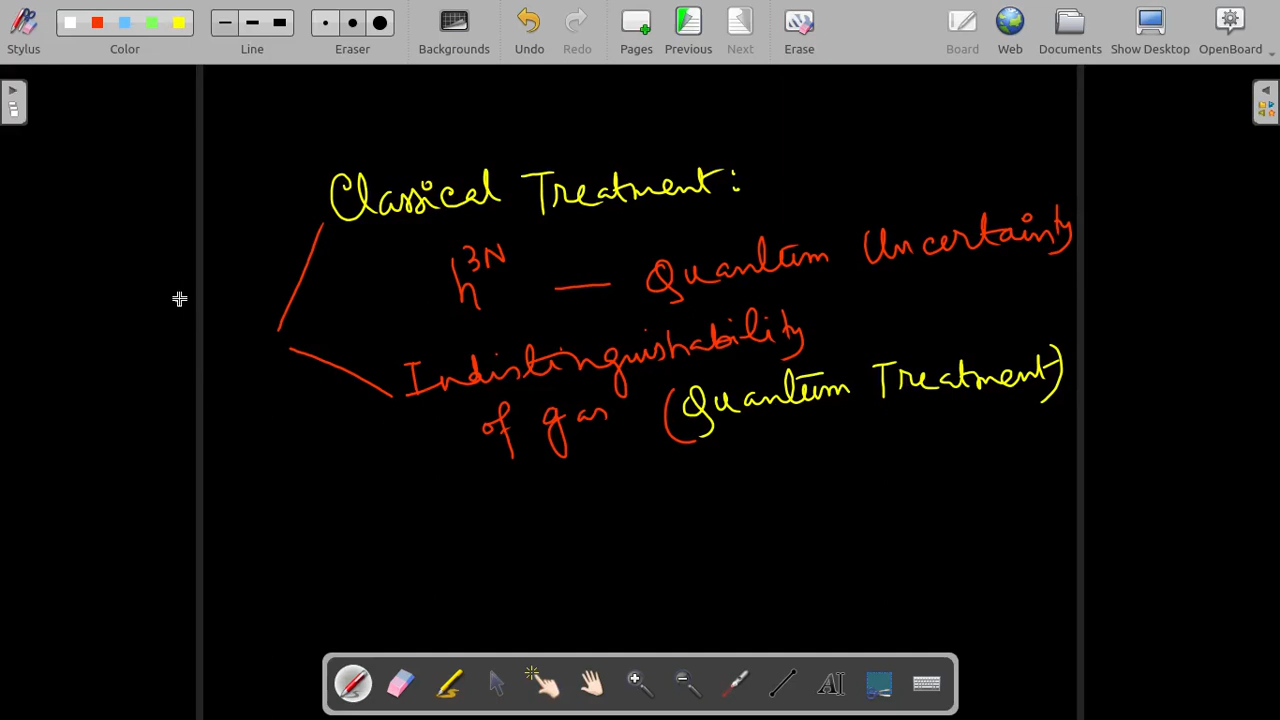 Stylus Color Line Eraser Backgrounds Undo Redo Pages Previous Next Erase Board Web Documents Show Desktop OpenBoard
Classical Treatment:
h^3N — Quantum Uncertainty
Indistinguishability
of gas (Quantum Treatment)